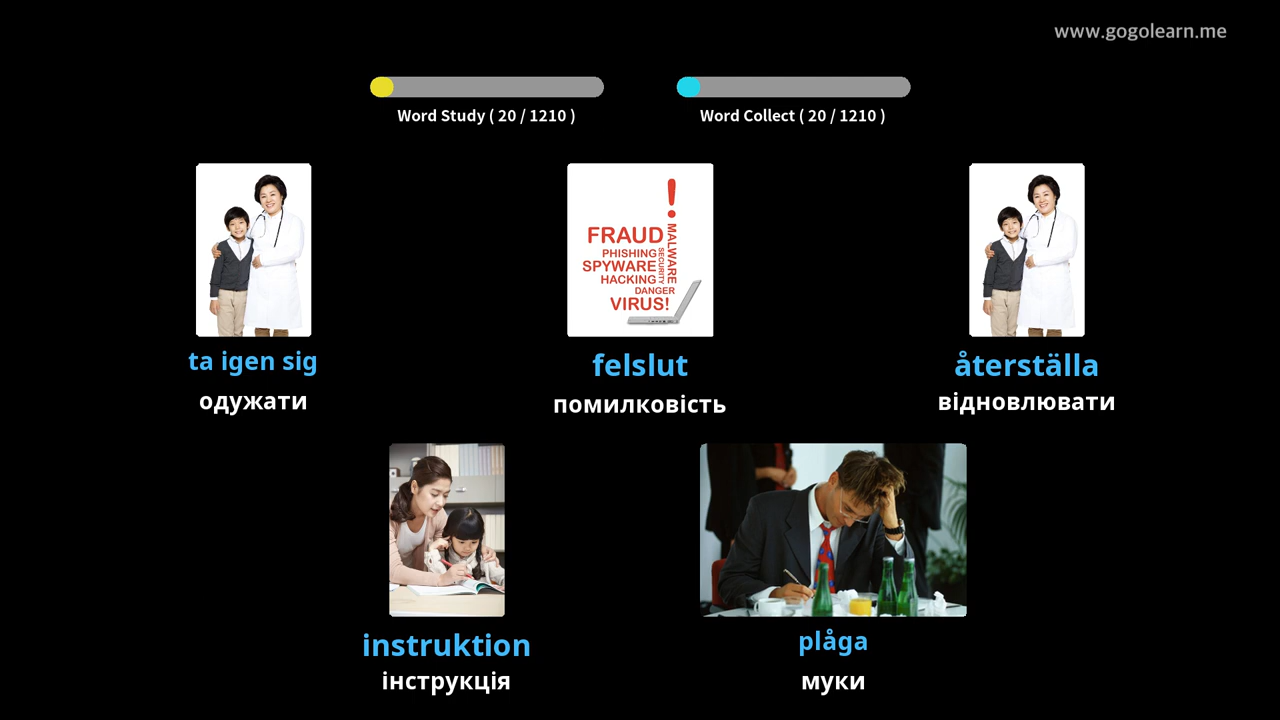 www.gogolearn.me
Word Study ( 20 / 1210 )
Word Collect ( 20 / 1210 )
!
FRAUD
PHISHING
SPYWARE
HACKING
DANGER
VIRUS!
SECURITY
MALWARE
ta igen sig
одужати
felslut
помилковість
återställa
відновлювати
instruktion
інструкція
plåga
муки